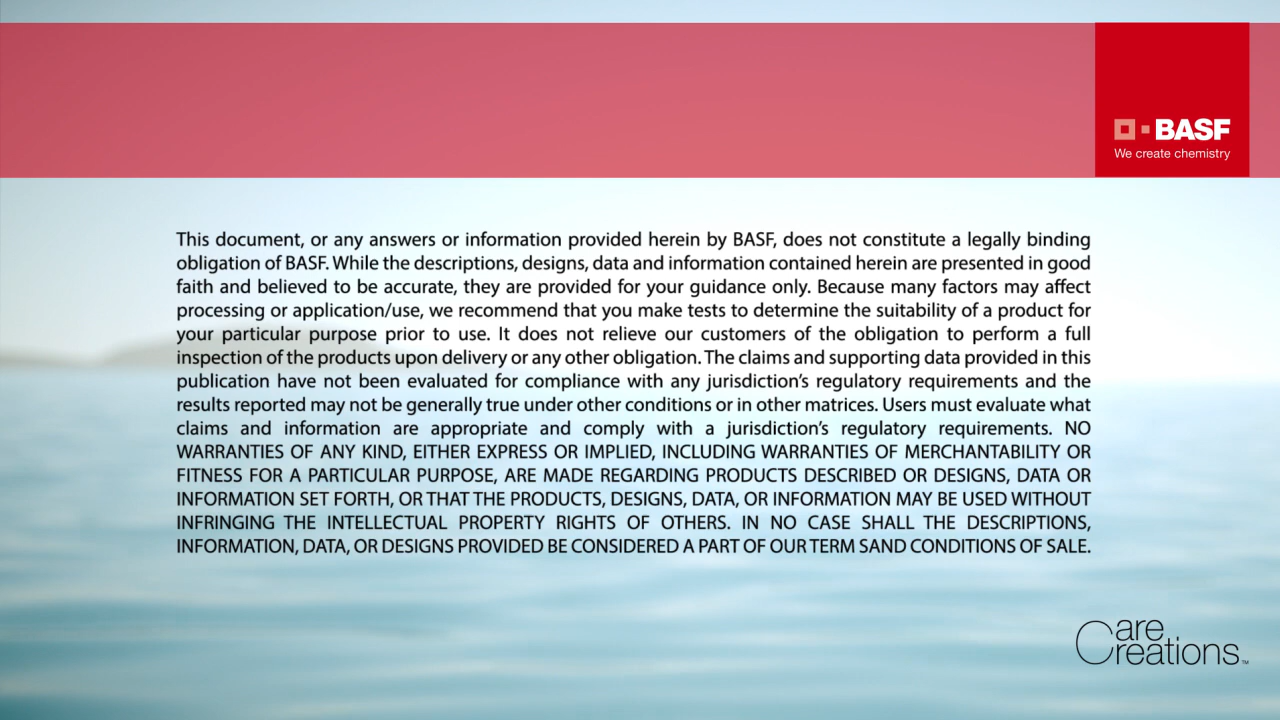 BASF
We create chemistry
This document, or any answers or information provided herein by BASF, does not constitute a legally binding
obligation of BASF. While the descriptions, designs, data and information contained herein are presented in good
faith and believed to be accurate, they are provided for your guidance only. Because many factors may affect
processing or application/use, we recommend that you make tests to determine the suitability of a product for
your particular purpose prior to use. It does not relieve our customers of the obligation to perform a full
inspection of the products upon delivery or any other obligation. The claims and supporting data provided in this
publication have not been evaluated for compliance with any jurisdiction’s regulatory requirements and the
results reported may not be generally true under other conditions or in other matrices. Users must evaluate what
claims and information are appropriate and comply with a jurisdiction’s regulatory requirements. NO
WARRANTIES OF ANY KIND, EITHER EXPRESS OR IMPLIED, INCLUDING WARRANTIES OF MERCHANTABILITY OR
FITNESS FOR A PARTICULAR PURPOSE, ARE MADE REGARDING PRODUCTS DESCRIBED OR DESIGNS, DATA OR
INFORMATION SET FORTH, OR THAT THE PRODUCTS, DESIGNS, DATA, OR INFORMATION MAY BE USED WITHOUT
INFRINGING THE INTELLECTUAL PROPERTY RIGHTS OF OTHERS. IN NO CASE SHALL THE DESCRIPTIONS,
INFORMATION, DATA, OR DESIGNS PROVIDED BE CONSIDERED A PART OF OUR TERM SAND CONDITIONS OF SALE.
Care
Creations™